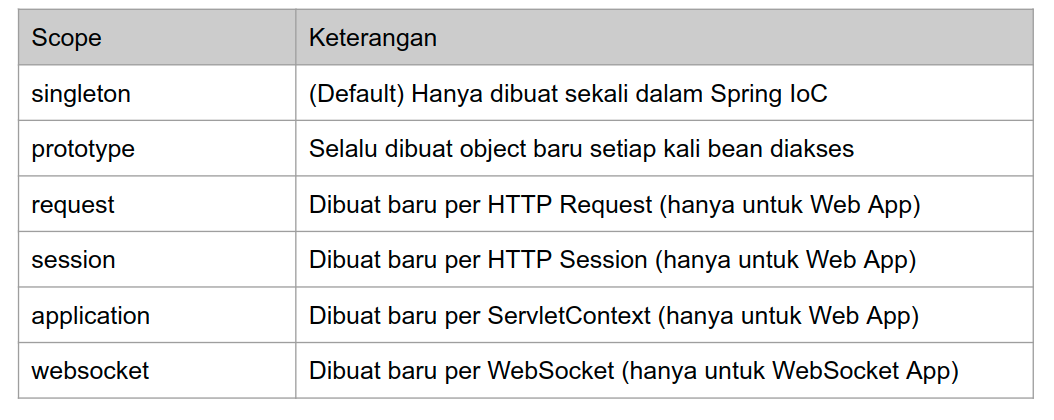 Scope Keterangan
singleton (Default) Hanya dibuat sekali dalam Spring IoC
prototype Selalu dibuat object baru setiap kali bean diakses
request Dibuat baru per HTTP Request (hanya untuk Web App)
session Dibuat baru per HTTP Session (hanya untuk Web App)
application Dibuat baru per ServletContext (hanya untuk Web App)
websocket Dibuat baru per WebSocket (hanya untuk WebSocket App)